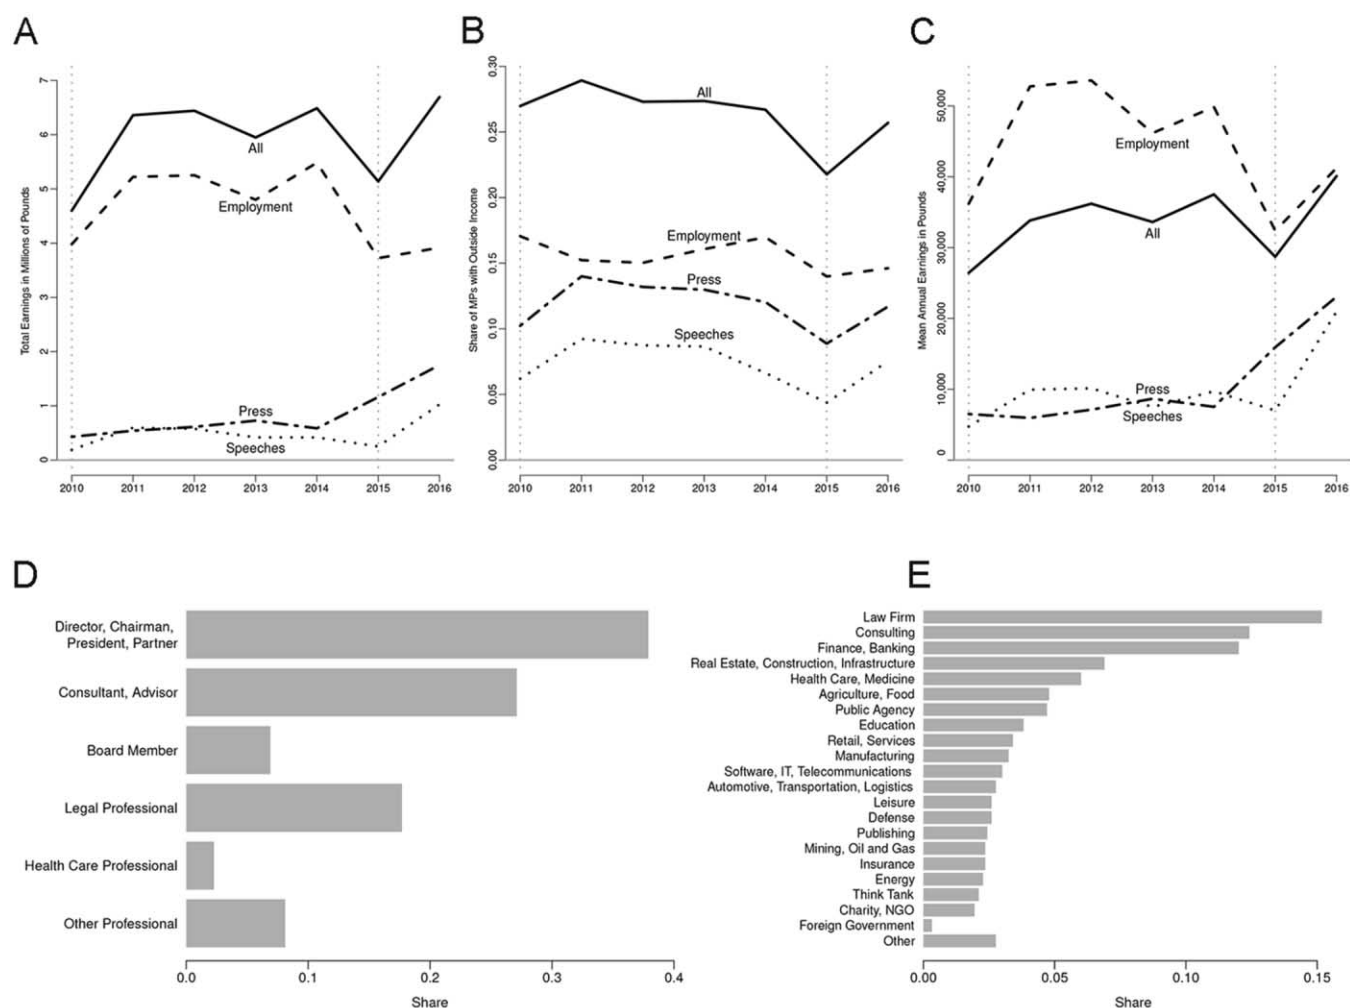 A
Total Earnings in Millions of Pounds
7
6
5
4
3
2
1
0
All
Employment
Press
Speeches
2010 2011 2012 2013 2014 2015 2016
B
Share of MPs with Outside Income
0.30
0.25
0.20
0.15
0.10
0.05
0.00
All
Employment
Press
Speeches
2010 2011 2012 2013 2014 2015 2016
C
Mean Annual Earnings in Pounds
50,000
40,000
30,000
20,000
10,000
0
Employment
All
Press
Speeches
2010 2011 2012 2013 2014 2015 2016
D
Director, Chairman,
President, Partner
Consultant, Advisor
Board Member
Legal Professional
Health Care Professional
Other Professional
0.0 0.1 0.2 0.3 0.4
Share
E
Law Firm
Consulting
Finance, Banking
Real Estate, Construction, Infrastructure
Health Care, Medicine
Agriculture, Food
Public Agency
Education
Retail, Services
Manufacturing
Software, IT, Telecommunications
Automotive, Transportation, Logistics
Leisure
Defense
Publishing
Mining, Oil and Gas
Insurance
Energy
Think Tank
Charity, NGO
Foreign Government
Other
0.00 0.05 0.10 0.15
Share